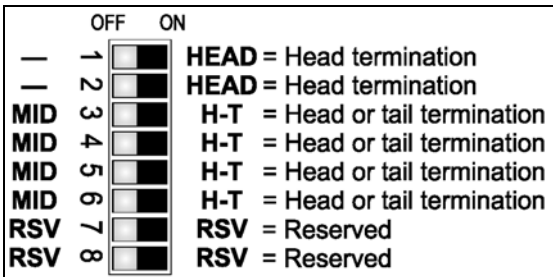 OFF ON
— 1 HEAD = Head termination
— 2 HEAD = Head termination
MID 3 H-T = Head or tail termination
MID 4 H-T = Head or tail termination
MID 5 H-T = Head or tail termination
MID 6 H-T = Head or tail termination
RSV 7 RSV = Reserved
RSV 8 RSV = Reserved